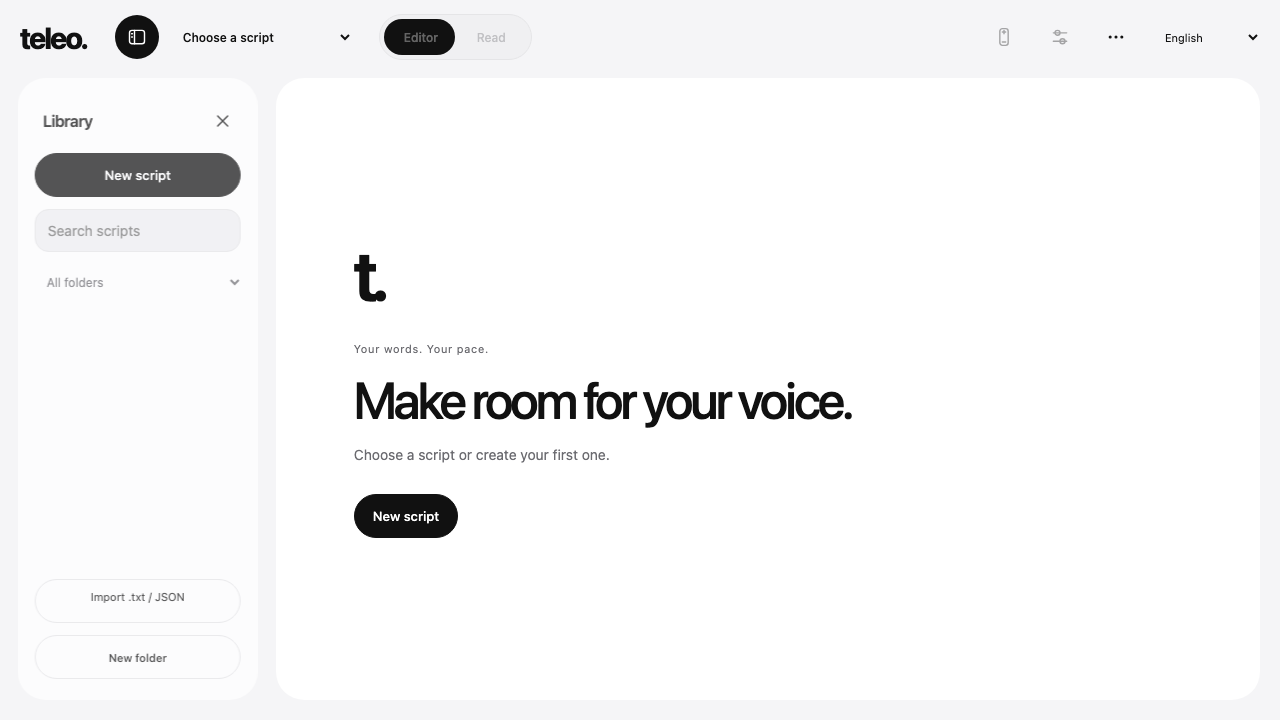 teleo.
Choose a script
Editor
Read
English
Library
New script
Search scripts
All folders
Import .txt / JSON
New folder
t.
Your words. Your pace.
Make room for your voice.
Choose a script or create your first one.
New script